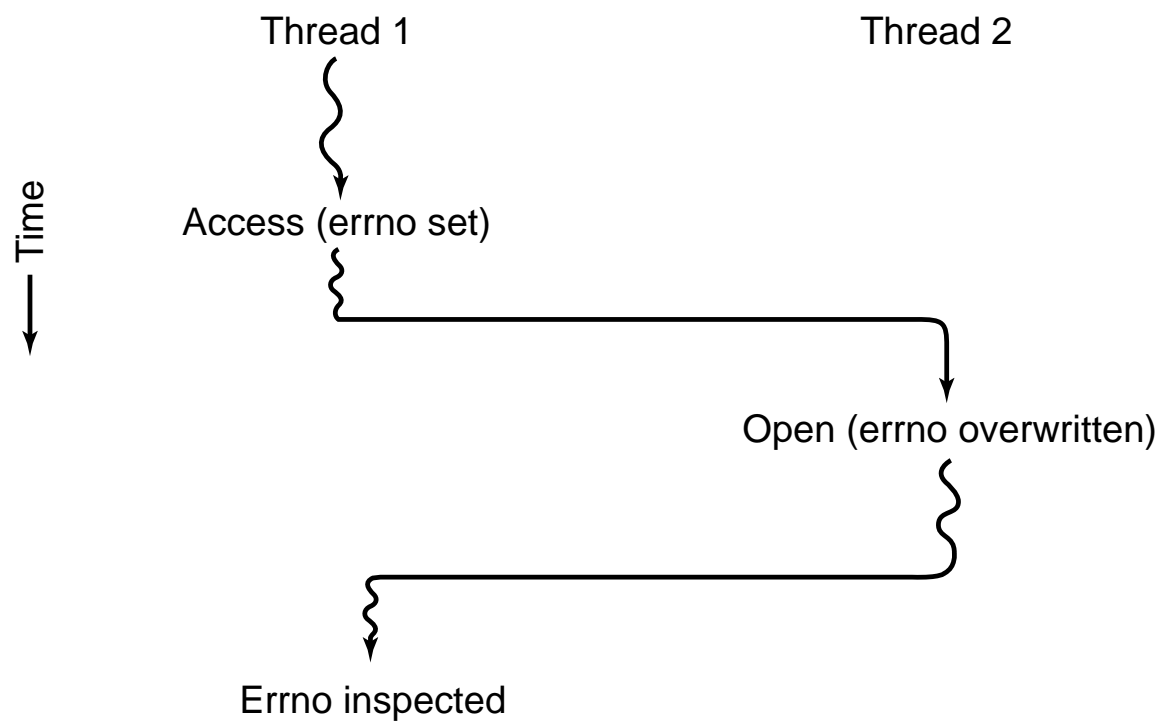 Thread 1
Thread 2
Time
Access (errno set)
Open (errno overwritten)
Errno inspected